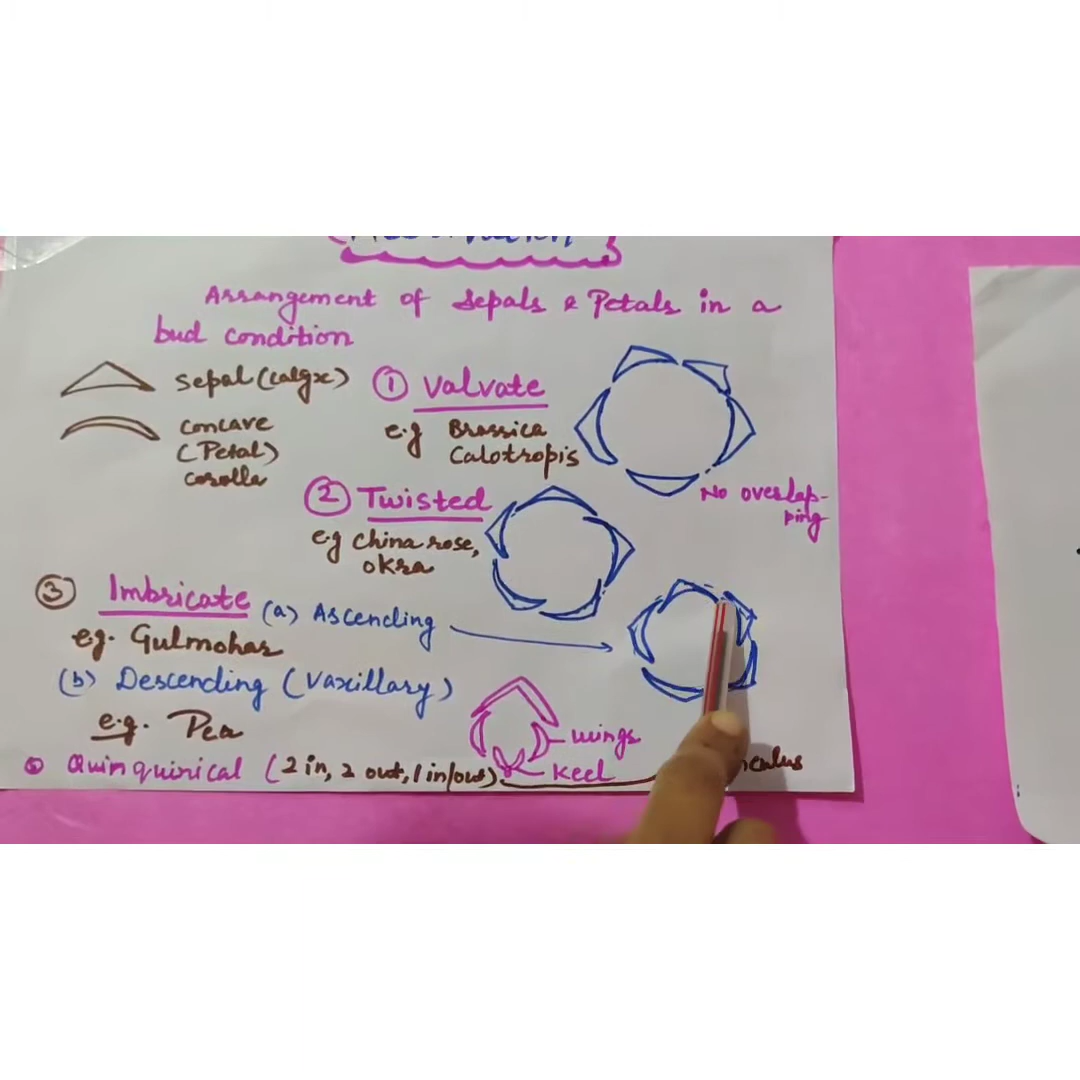 Arrangement of Sepals & Petals in a
bud condition
Sepal (Calyx)
concave
(Petal)
corolla
① Valvate
e.g Brassica
Calotropis
No overlap-
ping
② Twisted
e.g China rose,
okra
③ Imbricate (a) Ascending
e.g. Gulmohar
(b) Descending (Vaxillary)
e.g. Pea
wings
Keel
Quinquirical (2 in, 2 out, 1 in/out)